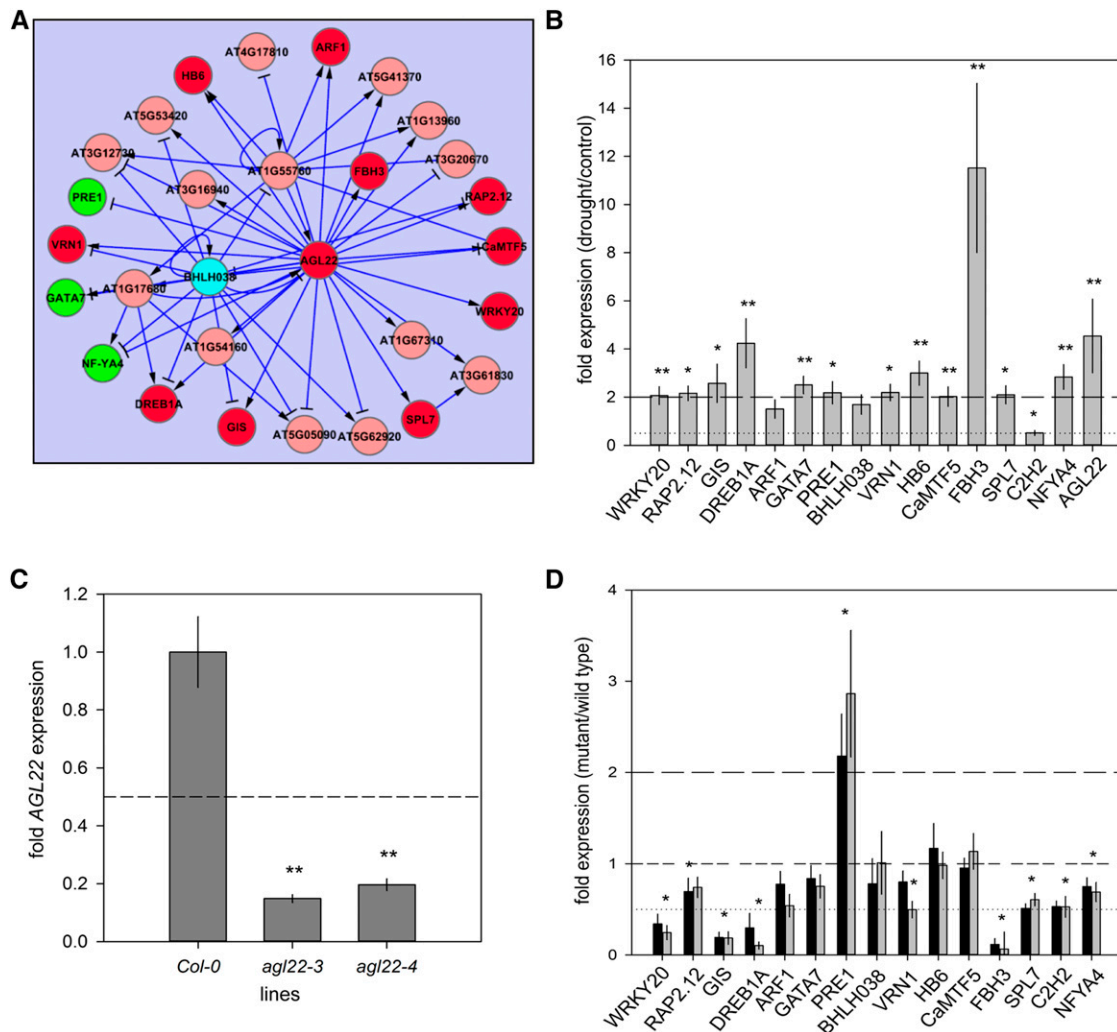 A
AT4G17810
ARF1
HB6
AT5G41370
AT5G53420
AT1G13960
AT3G12730
AT1G55760
FBH3
AT3G20670
PRE1
AT3G16940
RAP2.12
VRN1
AGL22
CaMTF5
BHLH038
GATA7
AT1G17680
WRKY20
NF-YA4
AT1G54160
AT1G67310
AT3G61830
DREB1A
GIS
AT5G05090
AT5G62920
SPL7
B
fold expression (drought/control)
16
14
12
10
8
6
4
2
0
** * * ** ** * * ** ** ** * * ** **
WRKY20
RAP2.12
GIS
DREB1A
ARF1
GATA7
PRE1
BHLH038
VRN1
HB6
CaMTF5
FBH3
SPL7
C2H2
NFYA4
AGL22
C
fold AGL22 expression
1.2
1.0
0.8
0.6
0.4
0.2
0.0
** **
Col-0 agl22-3 agl22-4
lines
D
fold expression (mutant/wild type)
4
3
2
1
0
* * * * * * * * * *
WRKY20
RAP2.12
GIS
DREB1A
ARF1
GATA7
PRE1
BHLH038
VRN1
HB6
CaMTF5
FBH3
SPL7
C2H2
NFYA4